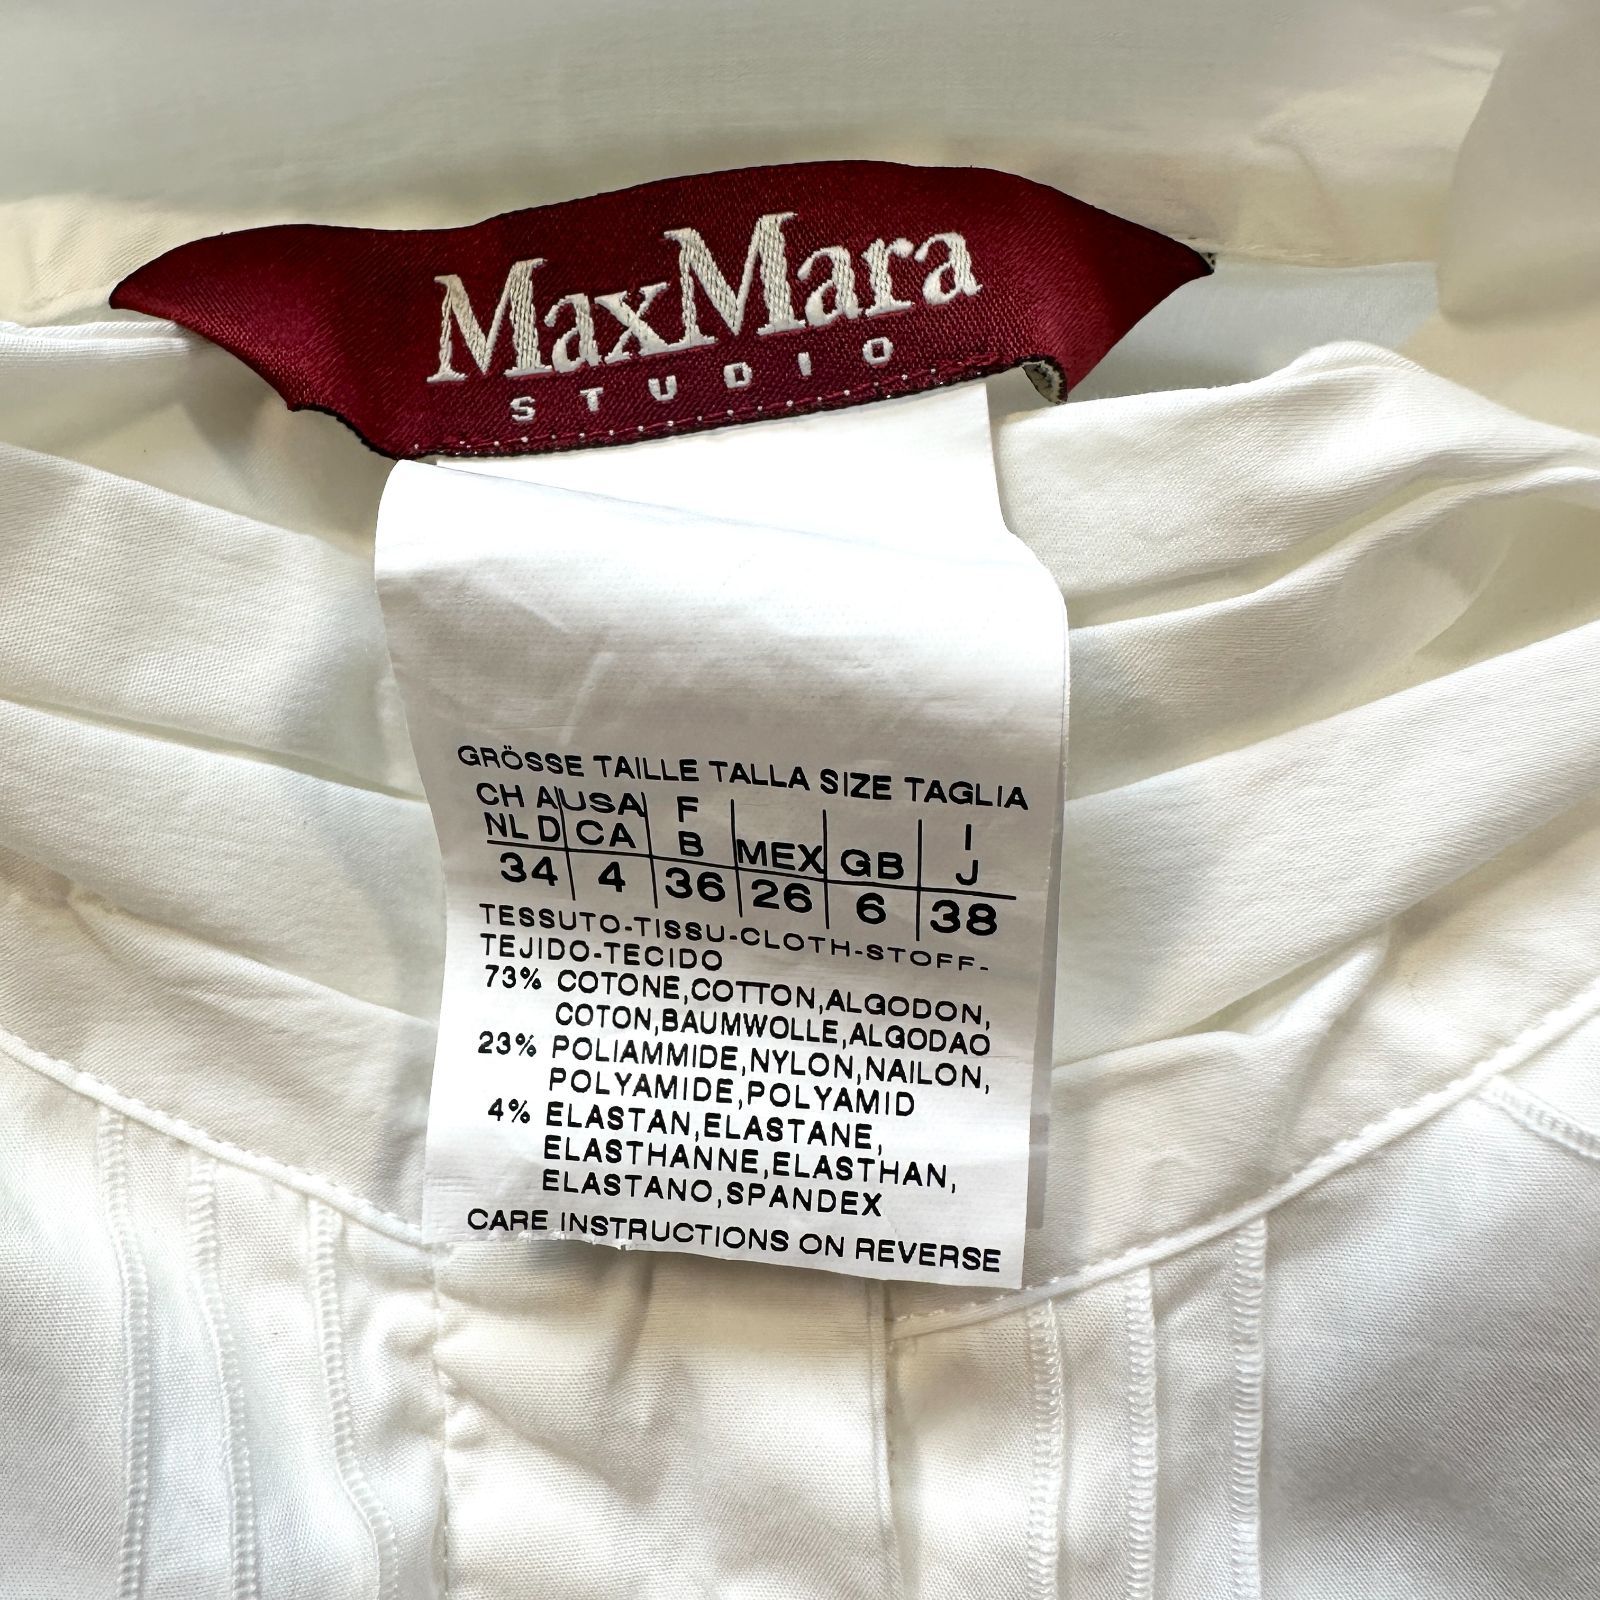 MaxMara
STUDIO
GRÖSSE TAILLE TALLA SIZE TAGLIA
CH A USA F I
NL D CA B MEX GB J
34 4 36 26 6 38
TESSUTO-TISSU-CLOTH-STOFF-
TEJIDO-TECIDO
73% COTONE,COTTON,ALGODON,
COTON,BAUMWOLLE,ALGODAO
23% POLIAMMIDE,NYLON,NAILON,
POLYAMIDE,POLYAMID
4% ELASTAN,ELASTANE,
ELASTHANNE,ELASTHAN,
ELASTANO,SPANDEX
CARE INSTRUCTIONS ON REVERSE